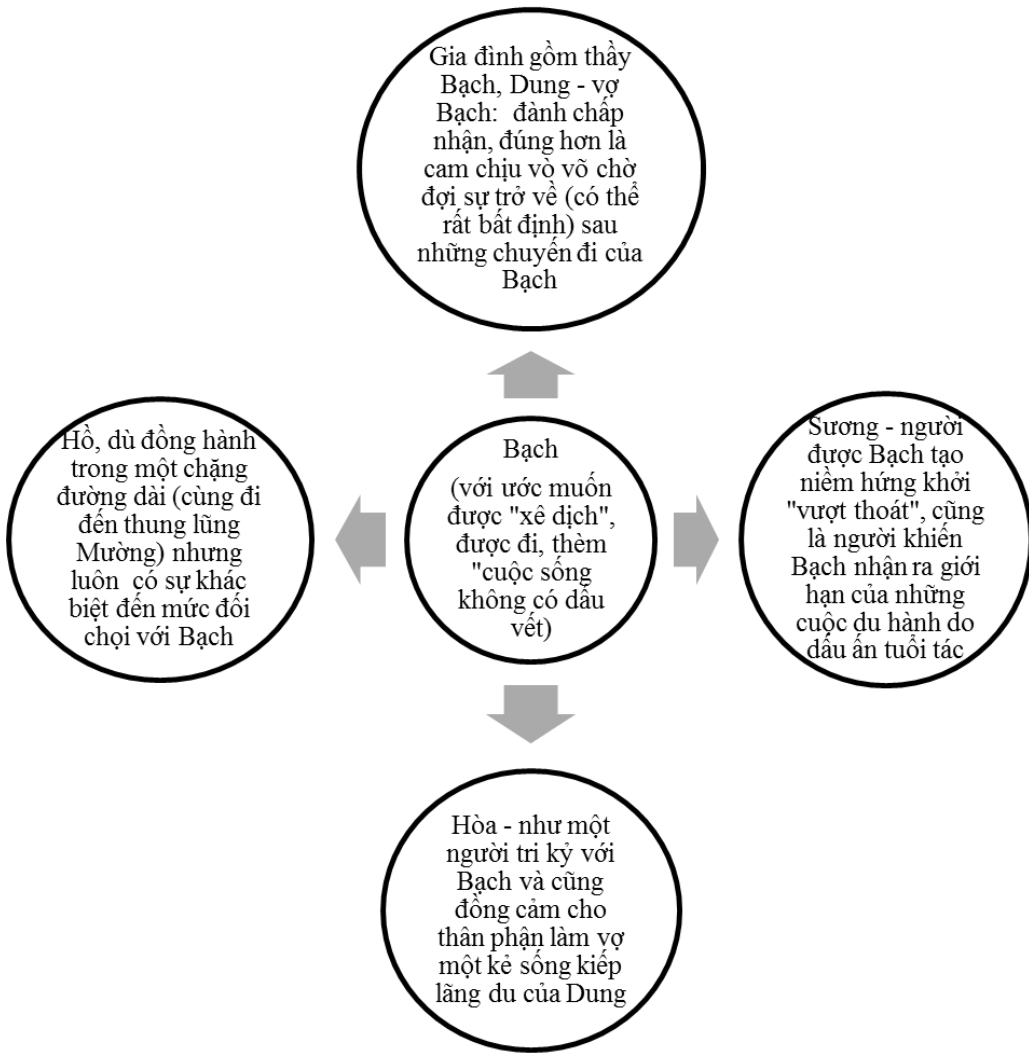 Gia đình gồm thầy
Bạch, Dung - vợ
Bạch: đành chấp
nhận, đúng hơn là
cam chịu vò võ chờ
đợi sự trở về (có thể
rất bất định) sau
những chuyến đi của
Bạch
Hồ, dù đồng hành
trong một chặng
đường dài (cùng đi
đến thung lũng
Mường) nhưng
luôn có sự khác
biệt đến mức đối
chọi với Bạch
Bạch
(với ước muốn
được "xê dịch",
được đi, thèm
"cuộc sống
không có dấu
vết)
Sương - người
được Bạch tạo
niềm hứng khởi
"vượt thoát", cũng
là người khiến
Bạch nhận ra giới
hạn của những
cuộc du hành do
dấu ấn tuổi tác
Hòa - như một
người tri kỷ với
Bạch và cũng
đồng cảm cho
thân phận làm vợ
một kẻ sống kiếp
lãng du của Dung